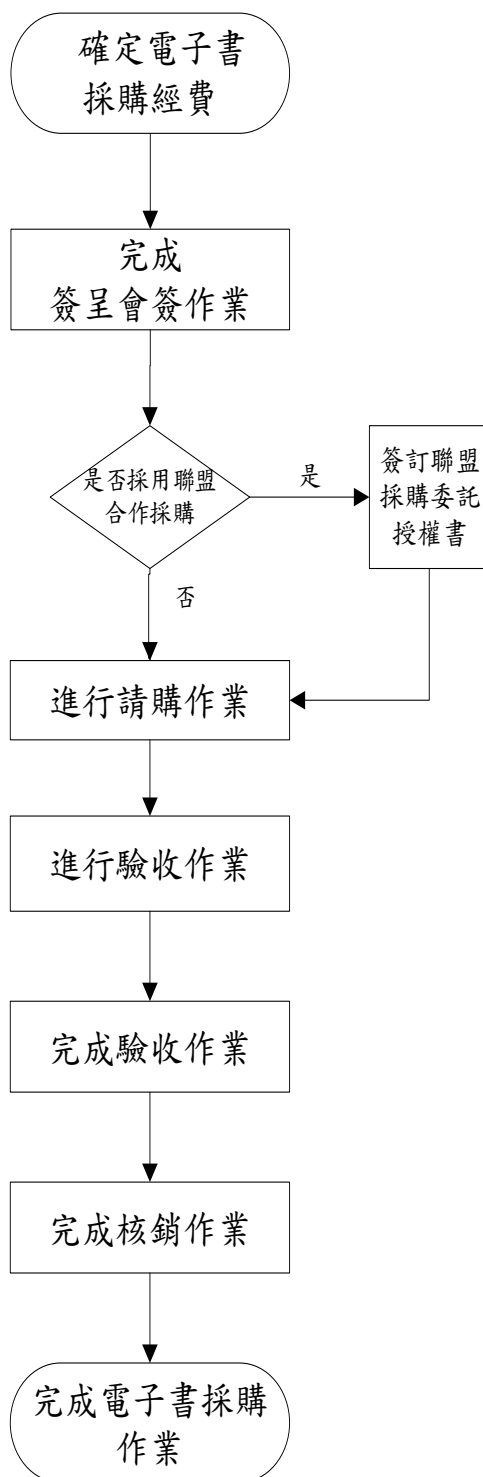 確定電子書
採購經費
完成
簽呈會簽作業
是否採用聯盟
合作採購
是
簽訂聯盟
採購委託
授權書
否
進行請購作業
進行驗收作業
完成驗收作業
完成核銷作業
完成電子書採購
作業